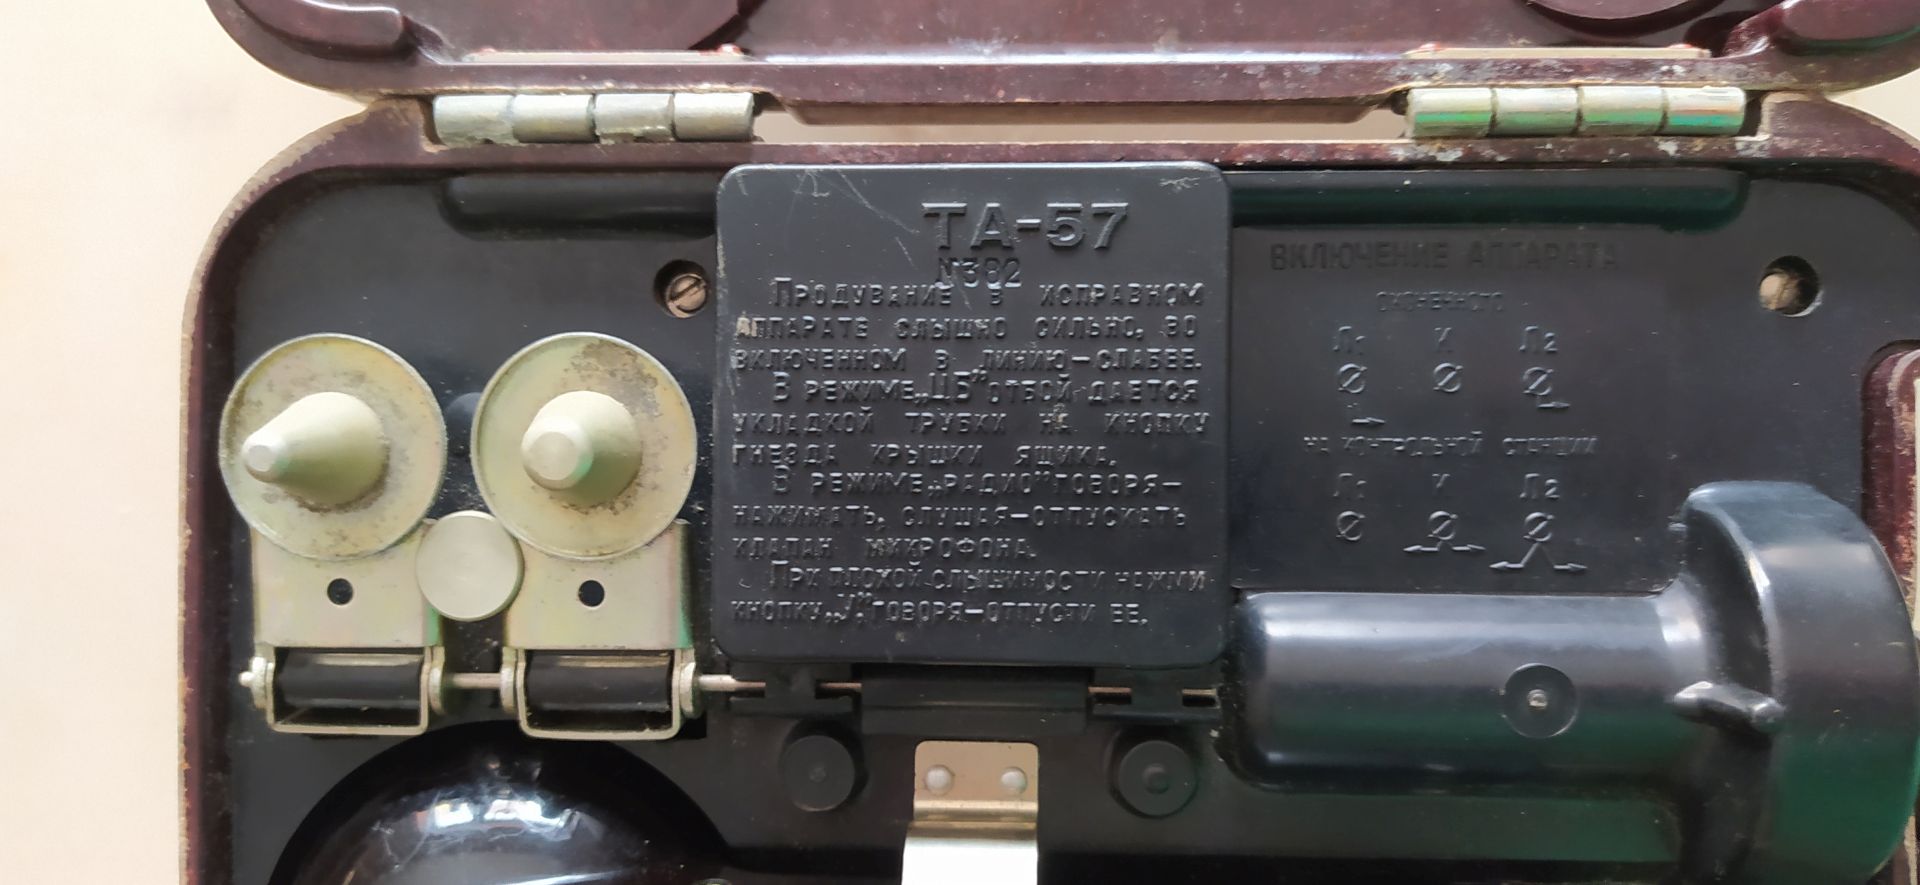 ТА-57
№382
Продувание в исправном
аппарате слышно сильно, во
включенном в линию—слабее.
В режиме„ЦБ“отбой дается
укладкой трубки на кнопку
гнезда крышки ящика.
В режиме„радио“говоря—
нажимать, слушая—отпускать
клапан микрофона.
При плохой слышимости нажми
кнопку„У“,говоря—отпусти ее.
ВКЛЮЧЕНИЕ АППАРАТА
ОКОНЕЧНОГО
Л1 К Л2
НА КОНТРОЛЬНОЙ СТАНЦИИ
Л1 К Л2